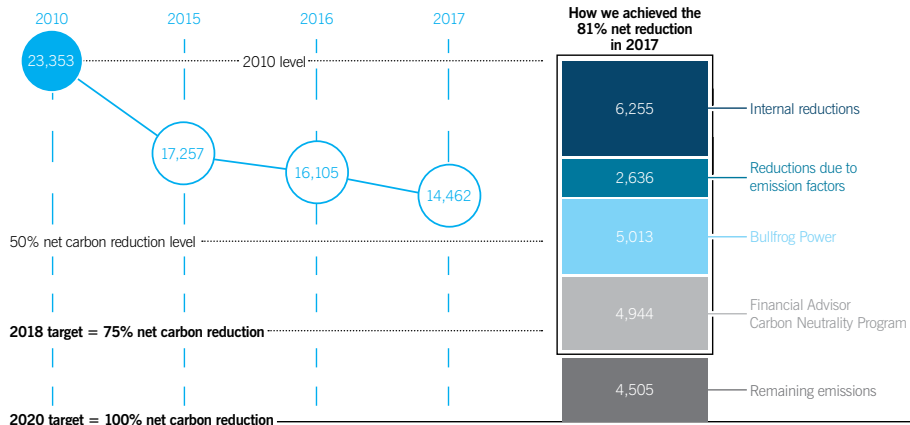 2010
2015
2016
2017
How we achieved the
81% net reduction
in 2017
23,353
2010 level
17,257
16,105
14,462
50% net carbon reduction level
2018 target = 75% net carbon reduction
2020 target = 100% net carbon reduction
6,255
Internal reductions
2,636
Reductions due to
emission factors
5,013
Bullfrog Power
4,944
Financial Advisor
Carbon Neutrality Program
4,505
Remaining emissions